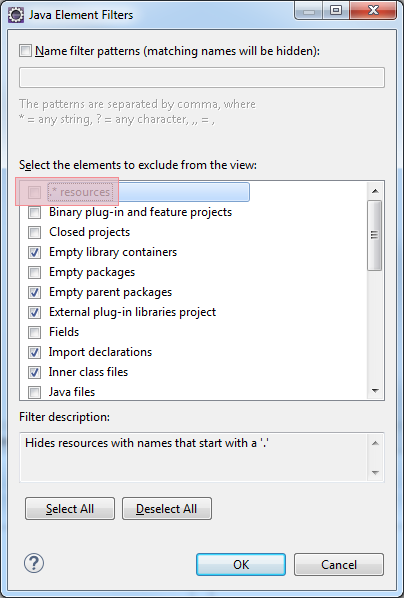 Java Element Filters
Name filter patterns (matching names will be hidden):
The patterns are separated by comma, where
* = any string, ? = any character, ,, = ,
Select the elements to exclude from the view:
.* resources
Binary plug-in and feature projects
Closed projects
Empty library containers
Empty packages
Empty parent packages
External plug-in libraries project
Fields
Import declarations
Inner class files
Java files
Filter description:
Hides resources with names that start with a '.'
Select All
Deselect All
?
OK
Cancel